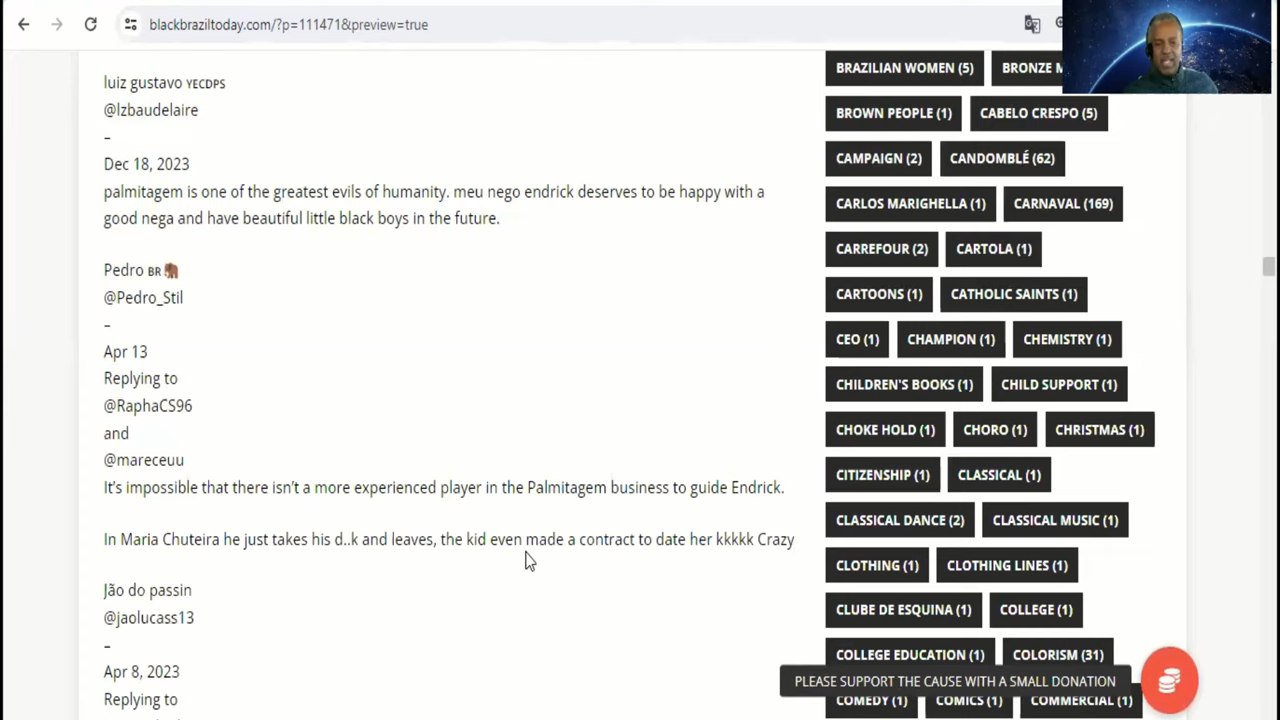 blackbraziltoday.com/?p=111471&preview=true
luiz gustavo YECDPS
@lzbaudelaire
–
Dec 18, 2023
palmitagem is one of the greatest evils of humanity. meu nego endrick deserves to be happy with a
good nega and have beautiful little black boys in the future.
Pedro BR
@Pedro_Stil
–
Apr 13
Replying to
@RaphaCS96
and
@mareceuu
It's impossible that there isn't a more experienced player in the Palmitagem business to guide Endrick.
In Maria Chuteira he just takes his d..k and leaves, the kid even made a contract to date her kkkkk Crazy
Jão do passin
@jaolucass13
–
Apr 8, 2023
Replying to
BRAZILIAN WOMEN (5) BRONZE
BROWN PEOPLE (1) CABELO CRESPO (5)
CAMPAIGN (2) CANDOMBLÉ (62)
CARLOS MARIGHELLA (1) CARNAVAL (169)
CARREFOUR (2) CARTOLA (1)
CARTOONS (1) CATHOLIC SAINTS (1)
CEO (1) CHAMPION (1) CHEMISTRY (1)
CHILDREN'S BOOKS (1) CHILD SUPPORT (1)
CHOKE HOLD (1) CHORO (1) CHRISTMAS (1)
CITIZENSHIP (1) CLASSICAL (1)
CLASSICAL DANCE (2) CLASSICAL MUSIC (1)
CLOTHING (1) CLOTHING LINES (1)
CLUBE DE ESQUINA (1) COLLEGE (1)
COLLEGE EDUCATION (1) COLORISM (31)
PLEASE SUPPORT THE CAUSE WITH A SMALL DONATION
COMEDY (1) COMICS (1) COMMERCIAL (1)